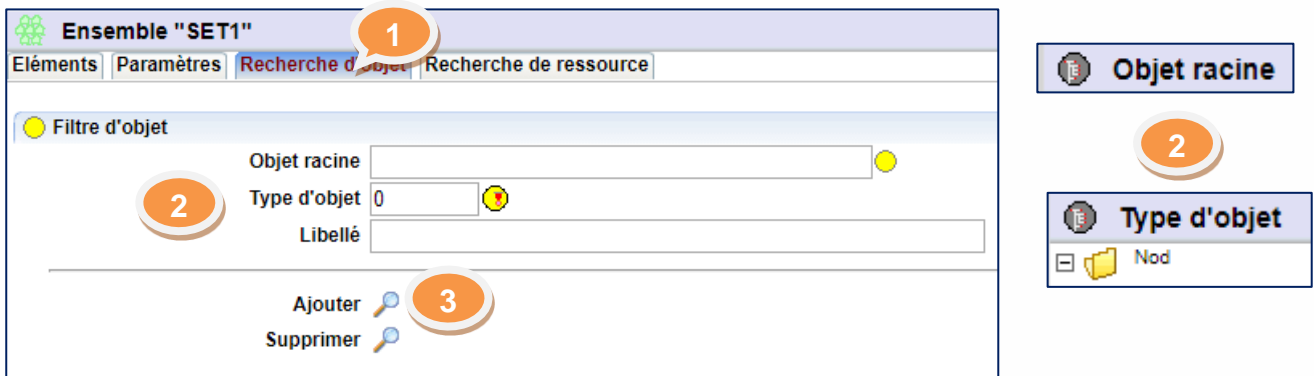 Ensemble "SET1"
1
Eléments Paramètres Recherche d'objet Recherche de ressource
Filtre d'objet
Objet racine
2
Type d'objet 0
Libellé
Ajouter
3
Supprimer
Objet racine
2
Type d'objet
Nod